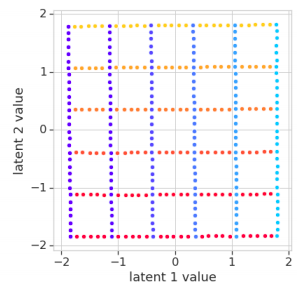 2
1
0
−1
−2
latent 2 value
−2 −1 0 1 2
latent 1 value